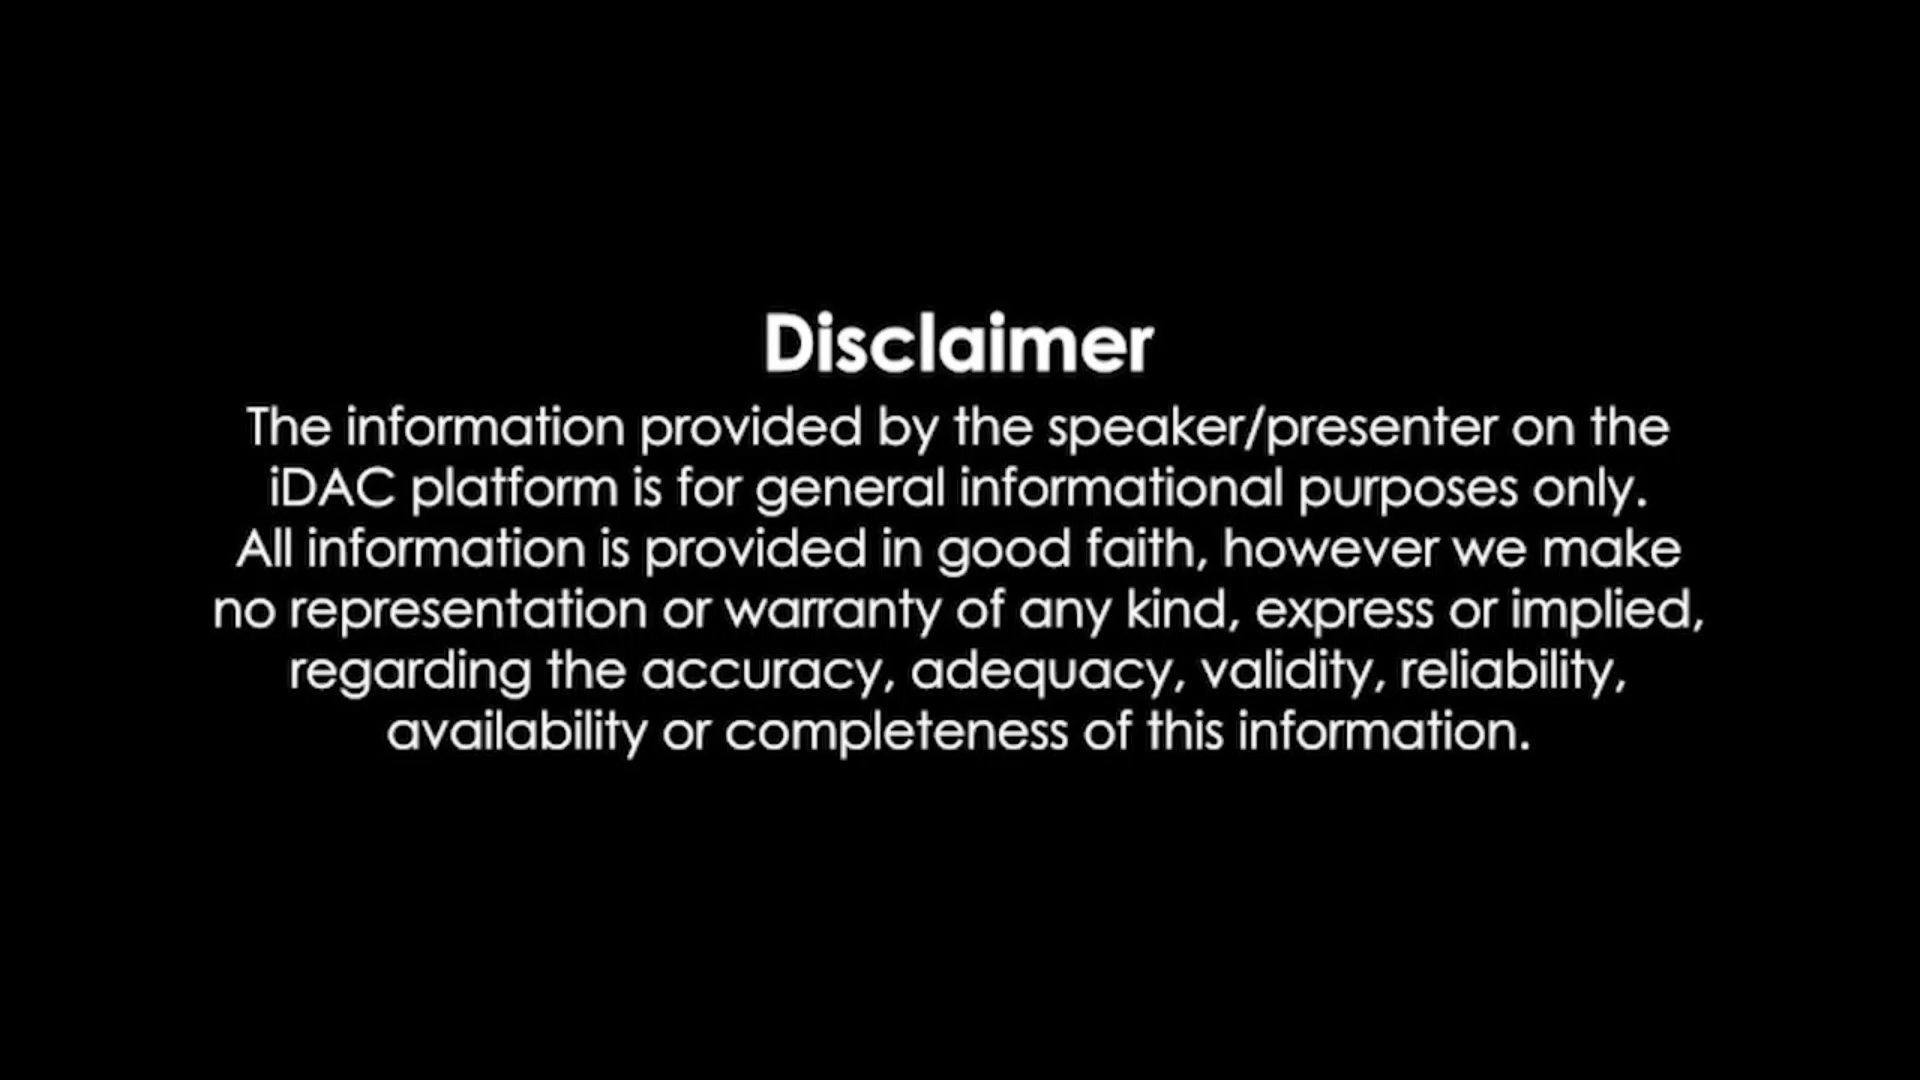 Disclaimer
The information provided by the speaker/presenter on the
iDAC platform is for general informational purposes only.
All information is provided in good faith, however we make
no representation or warranty of any kind, express or implied,
regarding the accuracy, adequacy, validity, reliability,
availability or completeness of this information.